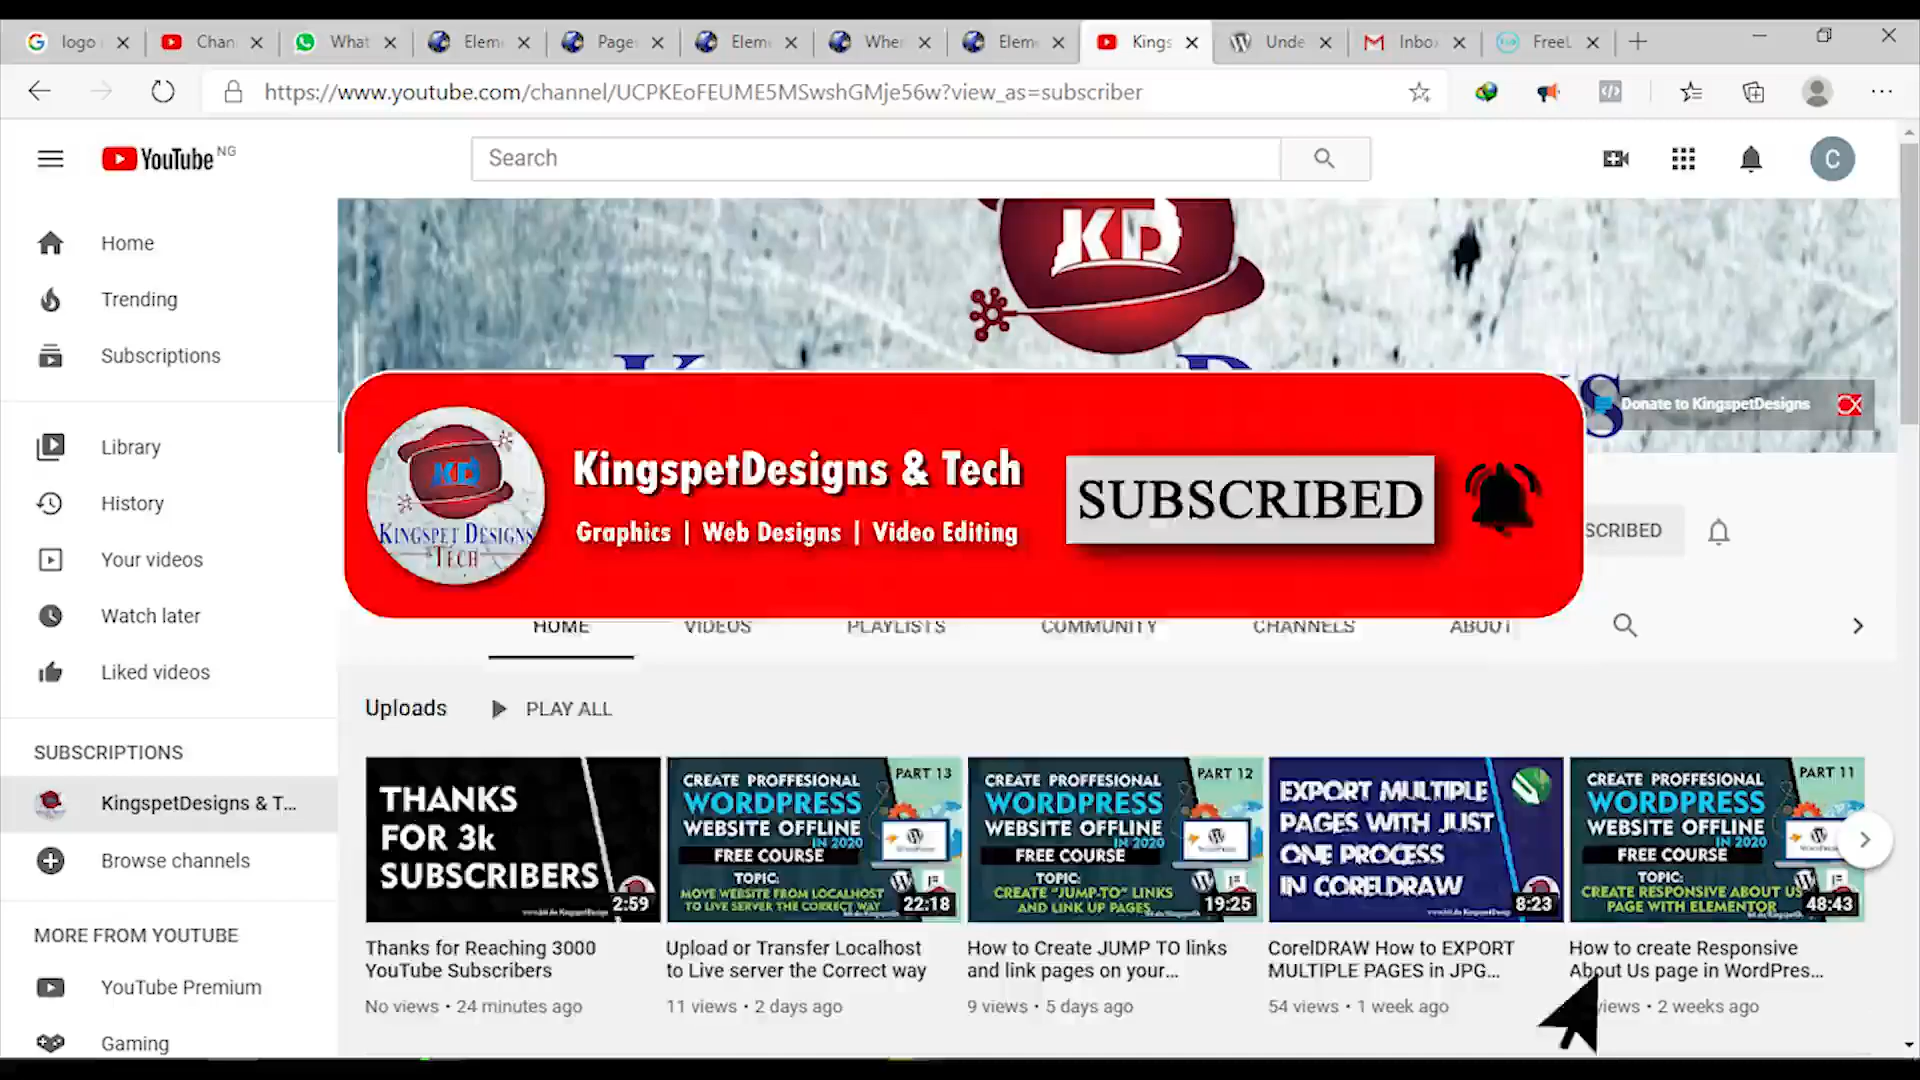 logo
Chan
What
Elem
Page
Elem
Wher
Elem
Kings
Unde
Inbo
FreeL
https://www.youtube.com/channel/UCPKEoFEUME5MSwshGMje56w?view_as=subscriber
YouTube NG
Search
C
Home
Trending
Subscriptions
Library
History
Your videos
Watch later
Liked videos
SUBSCRIPTIONS
KingspetDesigns & T...
Browse channels
MORE FROM YOUTUBE
YouTube Premium
Gaming
KD
Donate to KingspetDesigns
KD
KINGSPET DESIGNS
TECH
KingspetDesigns & Tech
Graphics | Web Designs | Video Editing
SUBSCRIBED
SCRIBED
HOME
VIDEOS
PLAYLISTS
COMMUNITY
CHANNELS
ABOUT
Uploads
PLAY ALL
THANKS
FOR 3k
SUBSCRIBERS
2:59
Thanks for Reaching 3000
YouTube Subscribers
No views • 24 minutes ago
PART 13
CREATE PROFFESIONAL
WORDPRESS
WEBSITE OFFLINE
IN 2020
FREE COURSE
TOPIC:
MOVE WEBSITE FROM LOCALHOST
TO LIVE SERVER THE CORRECT WAY
22:18
Upload or Transfer Localhost
to Live server the Correct way
11 views • 2 days ago
PART 12
CREATE PROFFESIONAL
WORDPRESS
WEBSITE OFFLINE
IN 2020
FREE COURSE
TOPIC:
CREATE "JUMP-TO" LINKS
AND LINK UP PAGES
19:25
How to Create JUMP TO links
and link pages on your...
9 views • 5 days ago
EXPORT MULTIPLE
PAGES WITH JUST
ONE PROCESS
IN CORELDRAW
8:23
CorelDRAW How to EXPORT
MULTIPLE PAGES in JPG...
54 views • 1 week ago
PART 11
CREATE PROFFESIONAL
WORDPRESS
WEBSITE OFFLINE
IN 2020
FREE COURSE
TOPIC:
CREATE RESPONSIVE ABOUT US
PAGE WITH ELEMENTOR
48:43
How to create Responsive
About Us page in WordPres...
views • 2 weeks ago